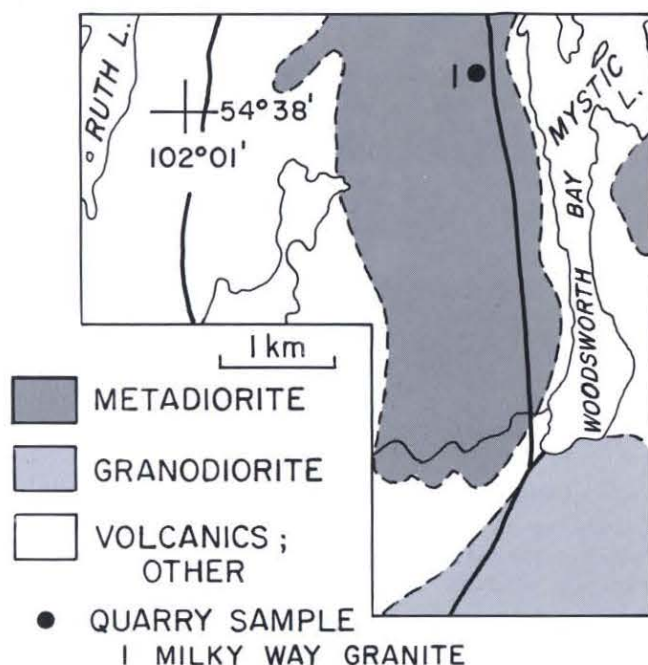 RUTH L.
54°38'
102°01'
1
MYSTIC
L.
WOODSWORTH BAY
1 km
METADIORITE
GRANODIORITE
VOLCANICS ;
OTHER
QUARRY SAMPLE
1 MILKY WAY GRANITE